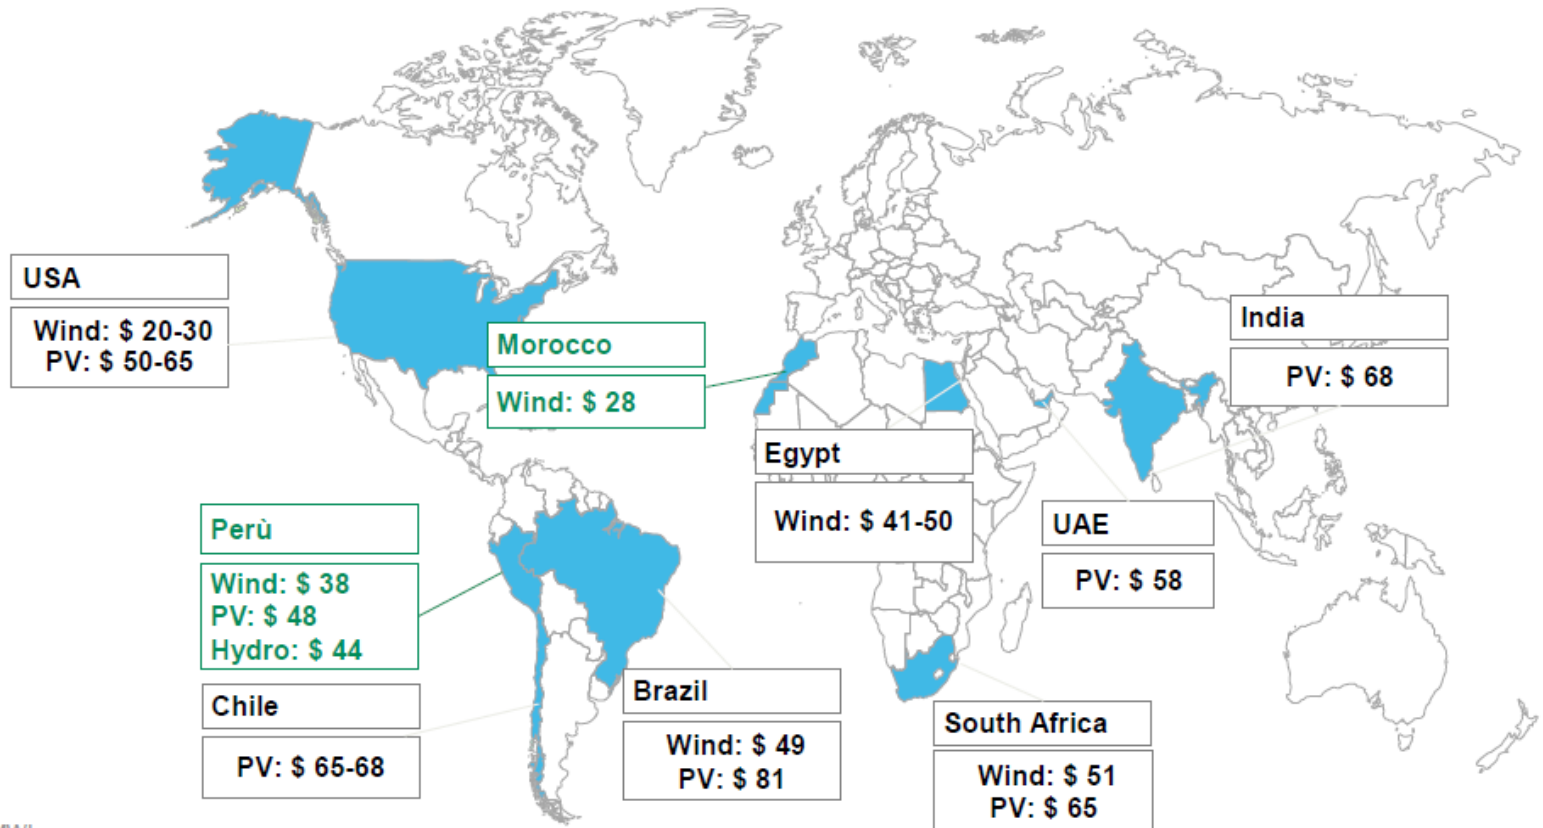 USA
Wind: $ 20-30
PV: $ 50-65
Morocco
Wind: $ 28
India
PV: $ 68
Egypt
Wind: $ 41-50
UAE
PV: $ 58
Perù
Wind: $ 38
PV: $ 48
Hydro: $ 44
Chile
PV: $ 65-68
Brazil
Wind: $ 49
PV: $ 81
South Africa
Wind: $ 51
PV: $ 65